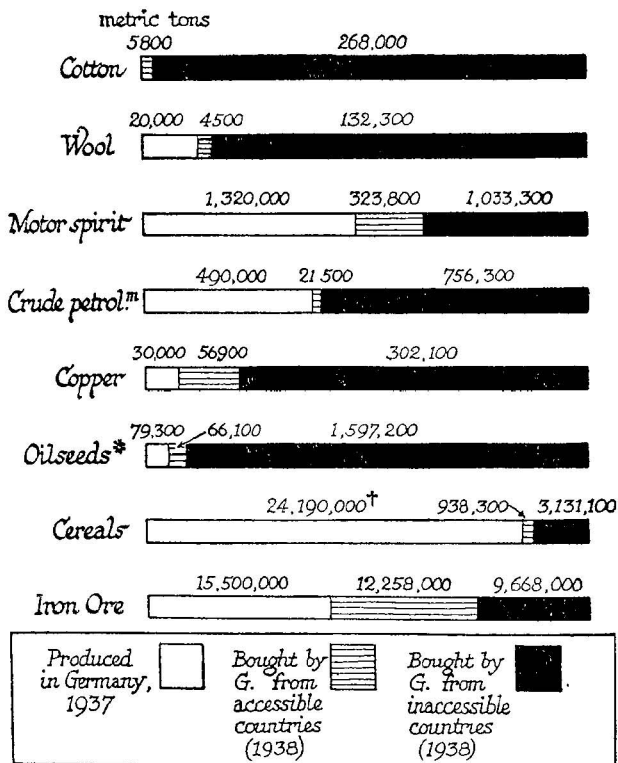 metric tons
5800 268,000
Cotton
20,000 4500 132,300
Wool
1,320,000 323,800 1,033,300
Motor spirit
490,000 21 500 756,300
Crude petrol.m
30,000 56,900 302,100
Copper
79,300 66,100 1,597,200
Oilseeds*
24,190,000† 938,300 3,131,100
Cereals
15,500,000 12,258,000 9,668,000
Iron Ore
Produced
in Germany,
1937
Bought by
G. from
accessible
countries
(1938)
Bought by
G. from
inaccessible
countries
(1938)